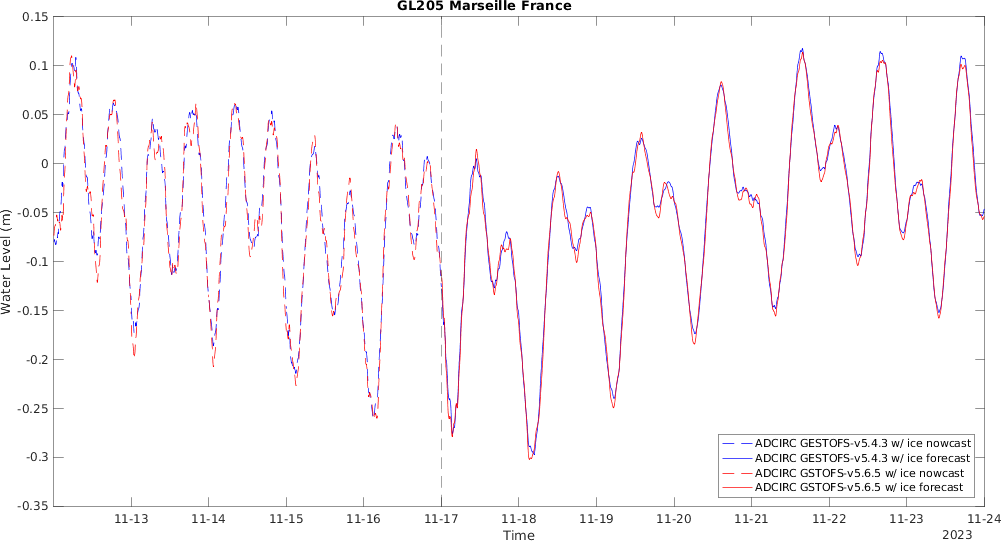 GL205 Marseille France
0.15
0.1
0.05
0
-0.05
-0.1
-0.15
-0.2
-0.25
-0.3
-0.35
Water Level (m)
ADCIRC GESTOFS-v5.4.3 w/ ice nowcast
ADCIRC GESTOFS-v5.4.3 w/ ice forecast
ADCIRC GSTOFS-v5.6.5 w/ ice nowcast
ADCIRC GSTOFS-v5.6.5 w/ ice forecast
11-13 11-14 11-15 11-16 11-17 11-18 11-19 11-20 11-21 11-22 11-23 11-24
Time
2023